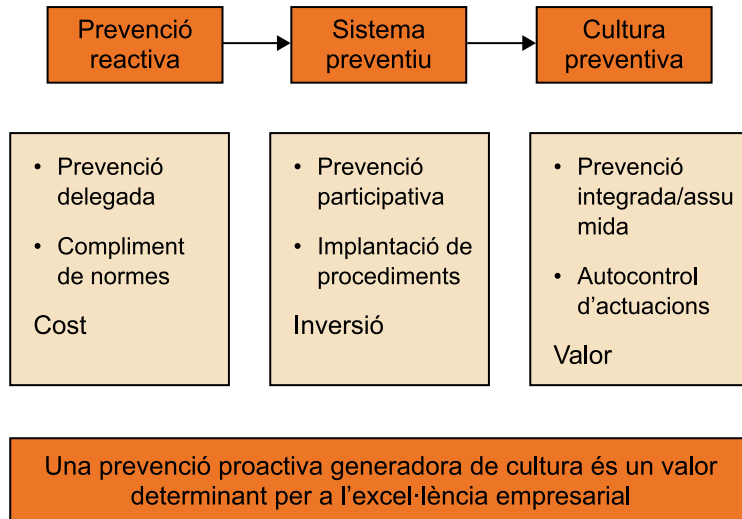 Prevenció
reactiva
Sistema
preventiu
Cultura
preventiva
• Prevenció
delegada
• Compliment
de normes
Cost
• Prevenció
participativa
• Implantació de
procediments
Inversió
• Prevenció
integrada/assu
mida
• Autocontrol
d’actuacions
Valor
Una prevenció proactiva generadora de cultura és un valor
determinant per a l’excel·lència empresarial